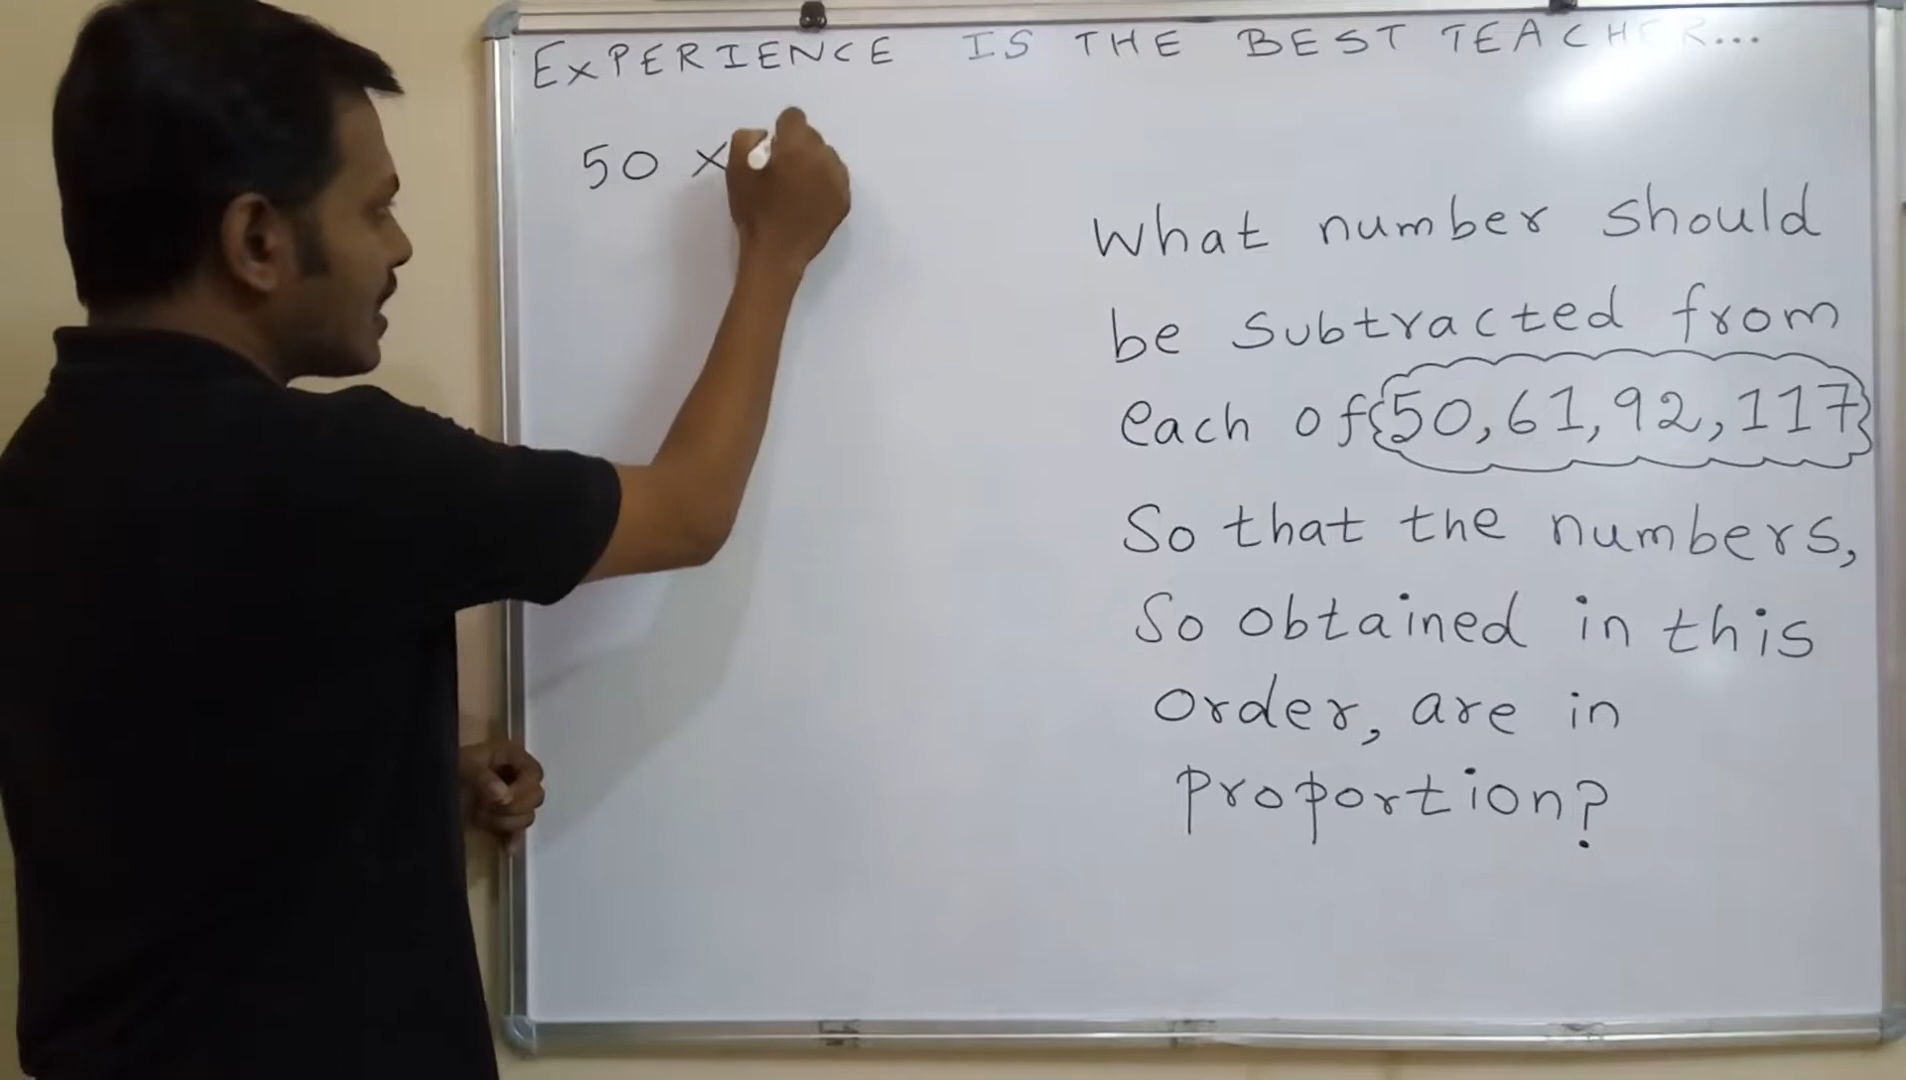 EXPERIENCE IS THE BEST TEACHER...
50 ×
What number should
be subtracted from
each of {50, 61, 92, 117}
So that the numbers,
So obtained in this
order, are in
proportion?